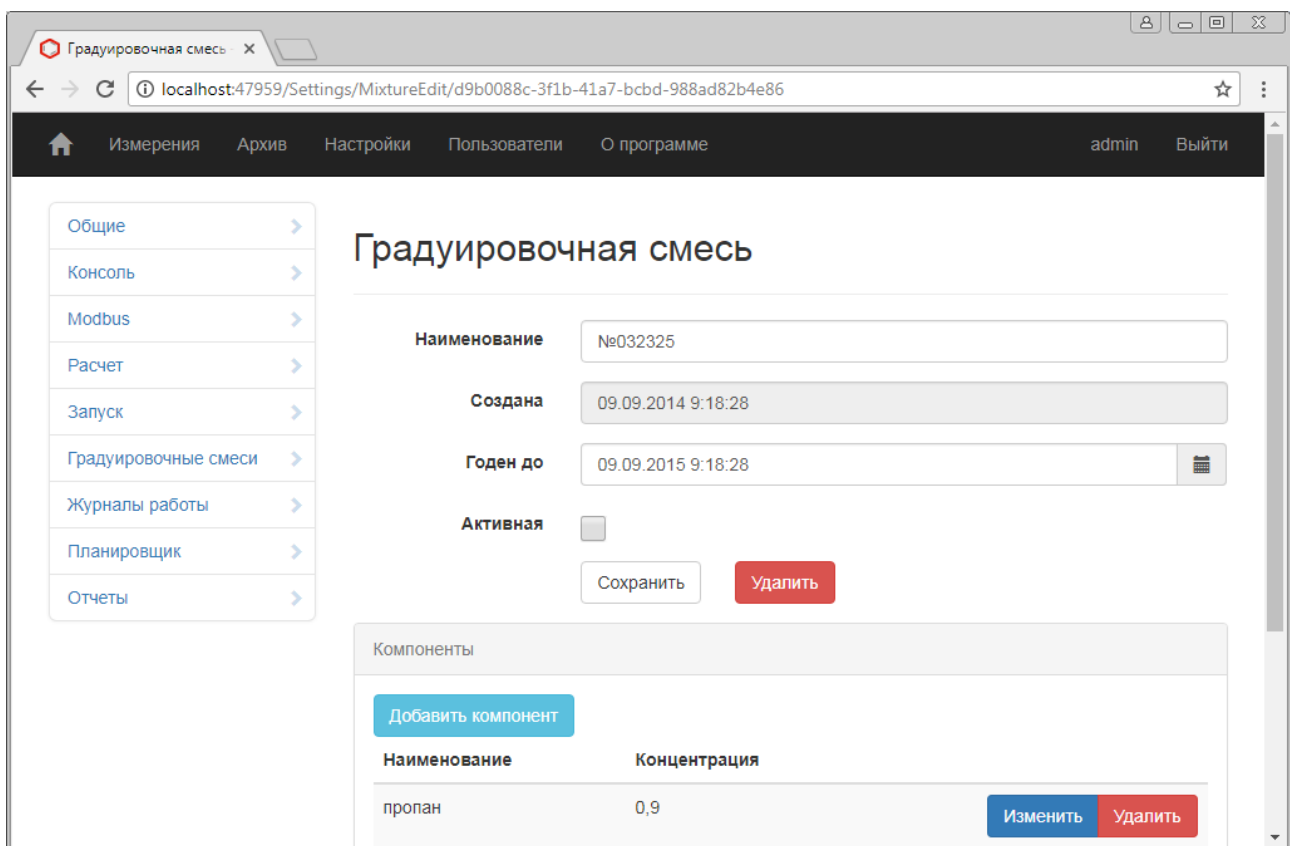 Градуировочная смесь -
localhost:47959/Settings/MixtureEdit/d9b0088c-3f1b-41a7-bcbd-988ad82b4e86
Измерения Архив Настройки Пользователи О программе admin Выйти
Общие
Консоль
Modbus
Расчет
Запуск
Градуировочные смеси
Журналы работы
Планировщик
Отчеты
Градуировочная смесь
Наименование №032325
Создана 09.09.2014 9:18:28
Годен до 09.09.2015 9:18:28
Активная
Сохранить Удалить
Компоненты
Добавить компонент
Наименование Концентрация
пропан 0,9 Изменить Удалить